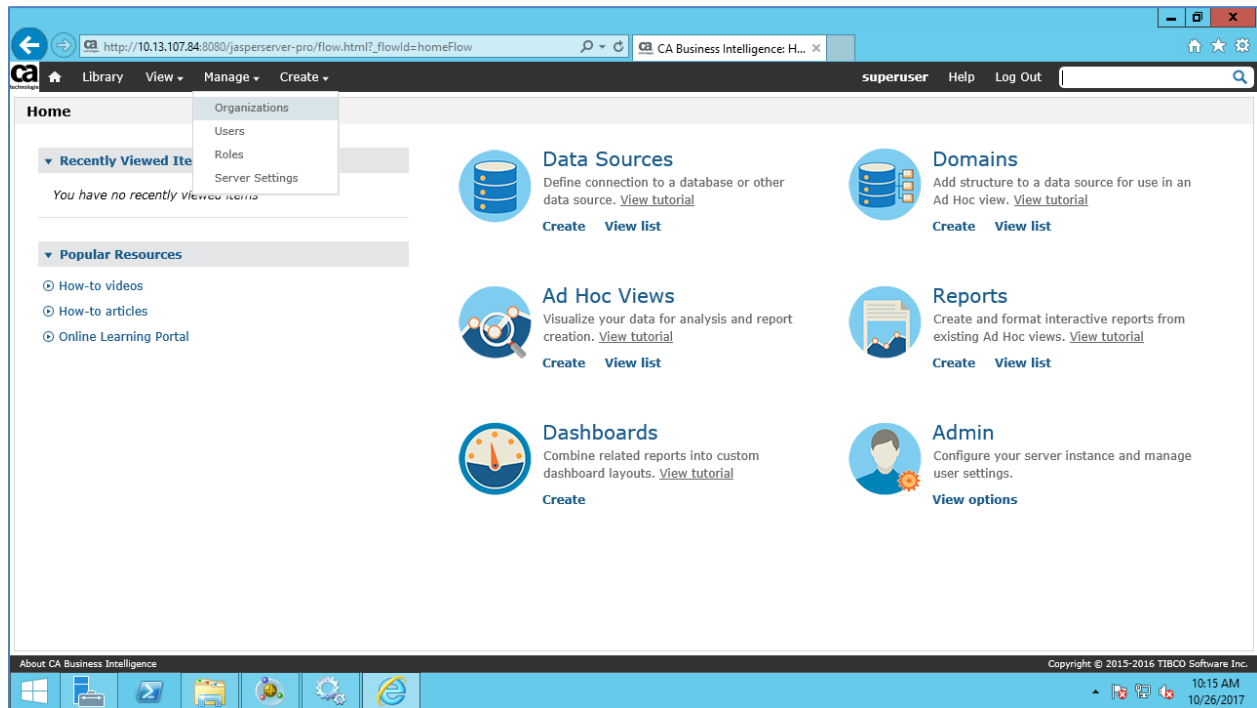 http://10.13.107.84:8080/jasperserver-pro/flow.html?_flowId=homeFlow
ca CA Business Intelligence: H...
ca
technologies
Library View Manage Create superuser Help Log Out
Home
Organizations
Users
Roles
Server Settings
Recently Viewed Ite
You have no recently viewed items
Popular Resources
How-to videos
How-to articles
Online Learning Portal
Data Sources
Define connection to a database or other
data source. View tutorial
Create View list
Domains
Add structure to a data source for use in an
Ad Hoc view. View tutorial
Create View list
Ad Hoc Views
Visualize your data for analysis and report
creation. View tutorial
Create View list
Reports
Create and format interactive reports from
existing Ad Hoc views. View tutorial
Create View list
Dashboards
Combine related reports into custom
dashboard layouts. View tutorial
Create
Admin
Configure your server instance and manage
user settings.
View options
About CA Business Intelligence Copyright © 2015-2016 TIBCO Software Inc.
10:15 AM
10/26/2017